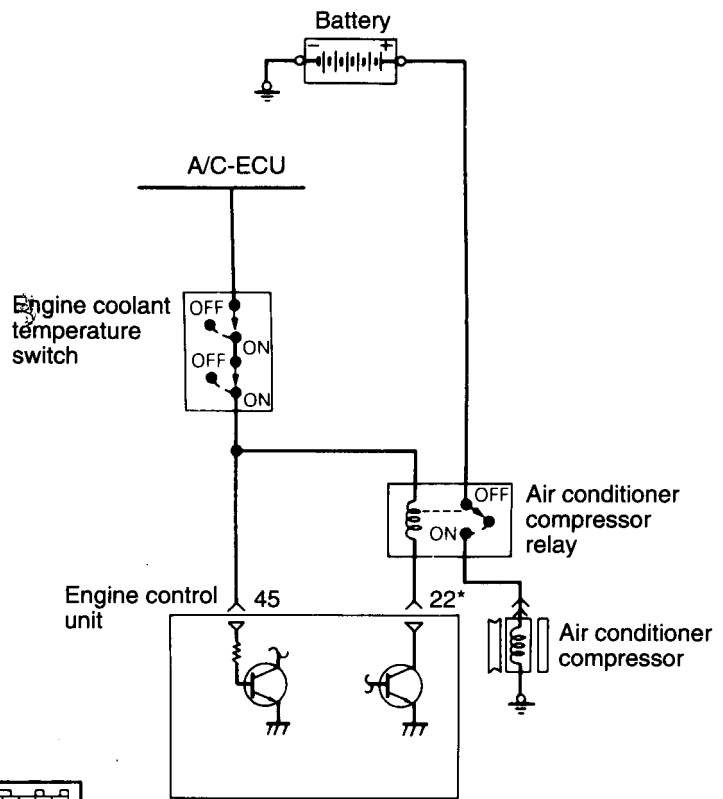 Battery
- +
A/C-ECU
Engine coolant
temperature
switch
OFF
ON
OFF
ON
OFF
ON
Air conditioner
compressor
relay
Engine control
unit
45
22*
Air conditioner
compressor